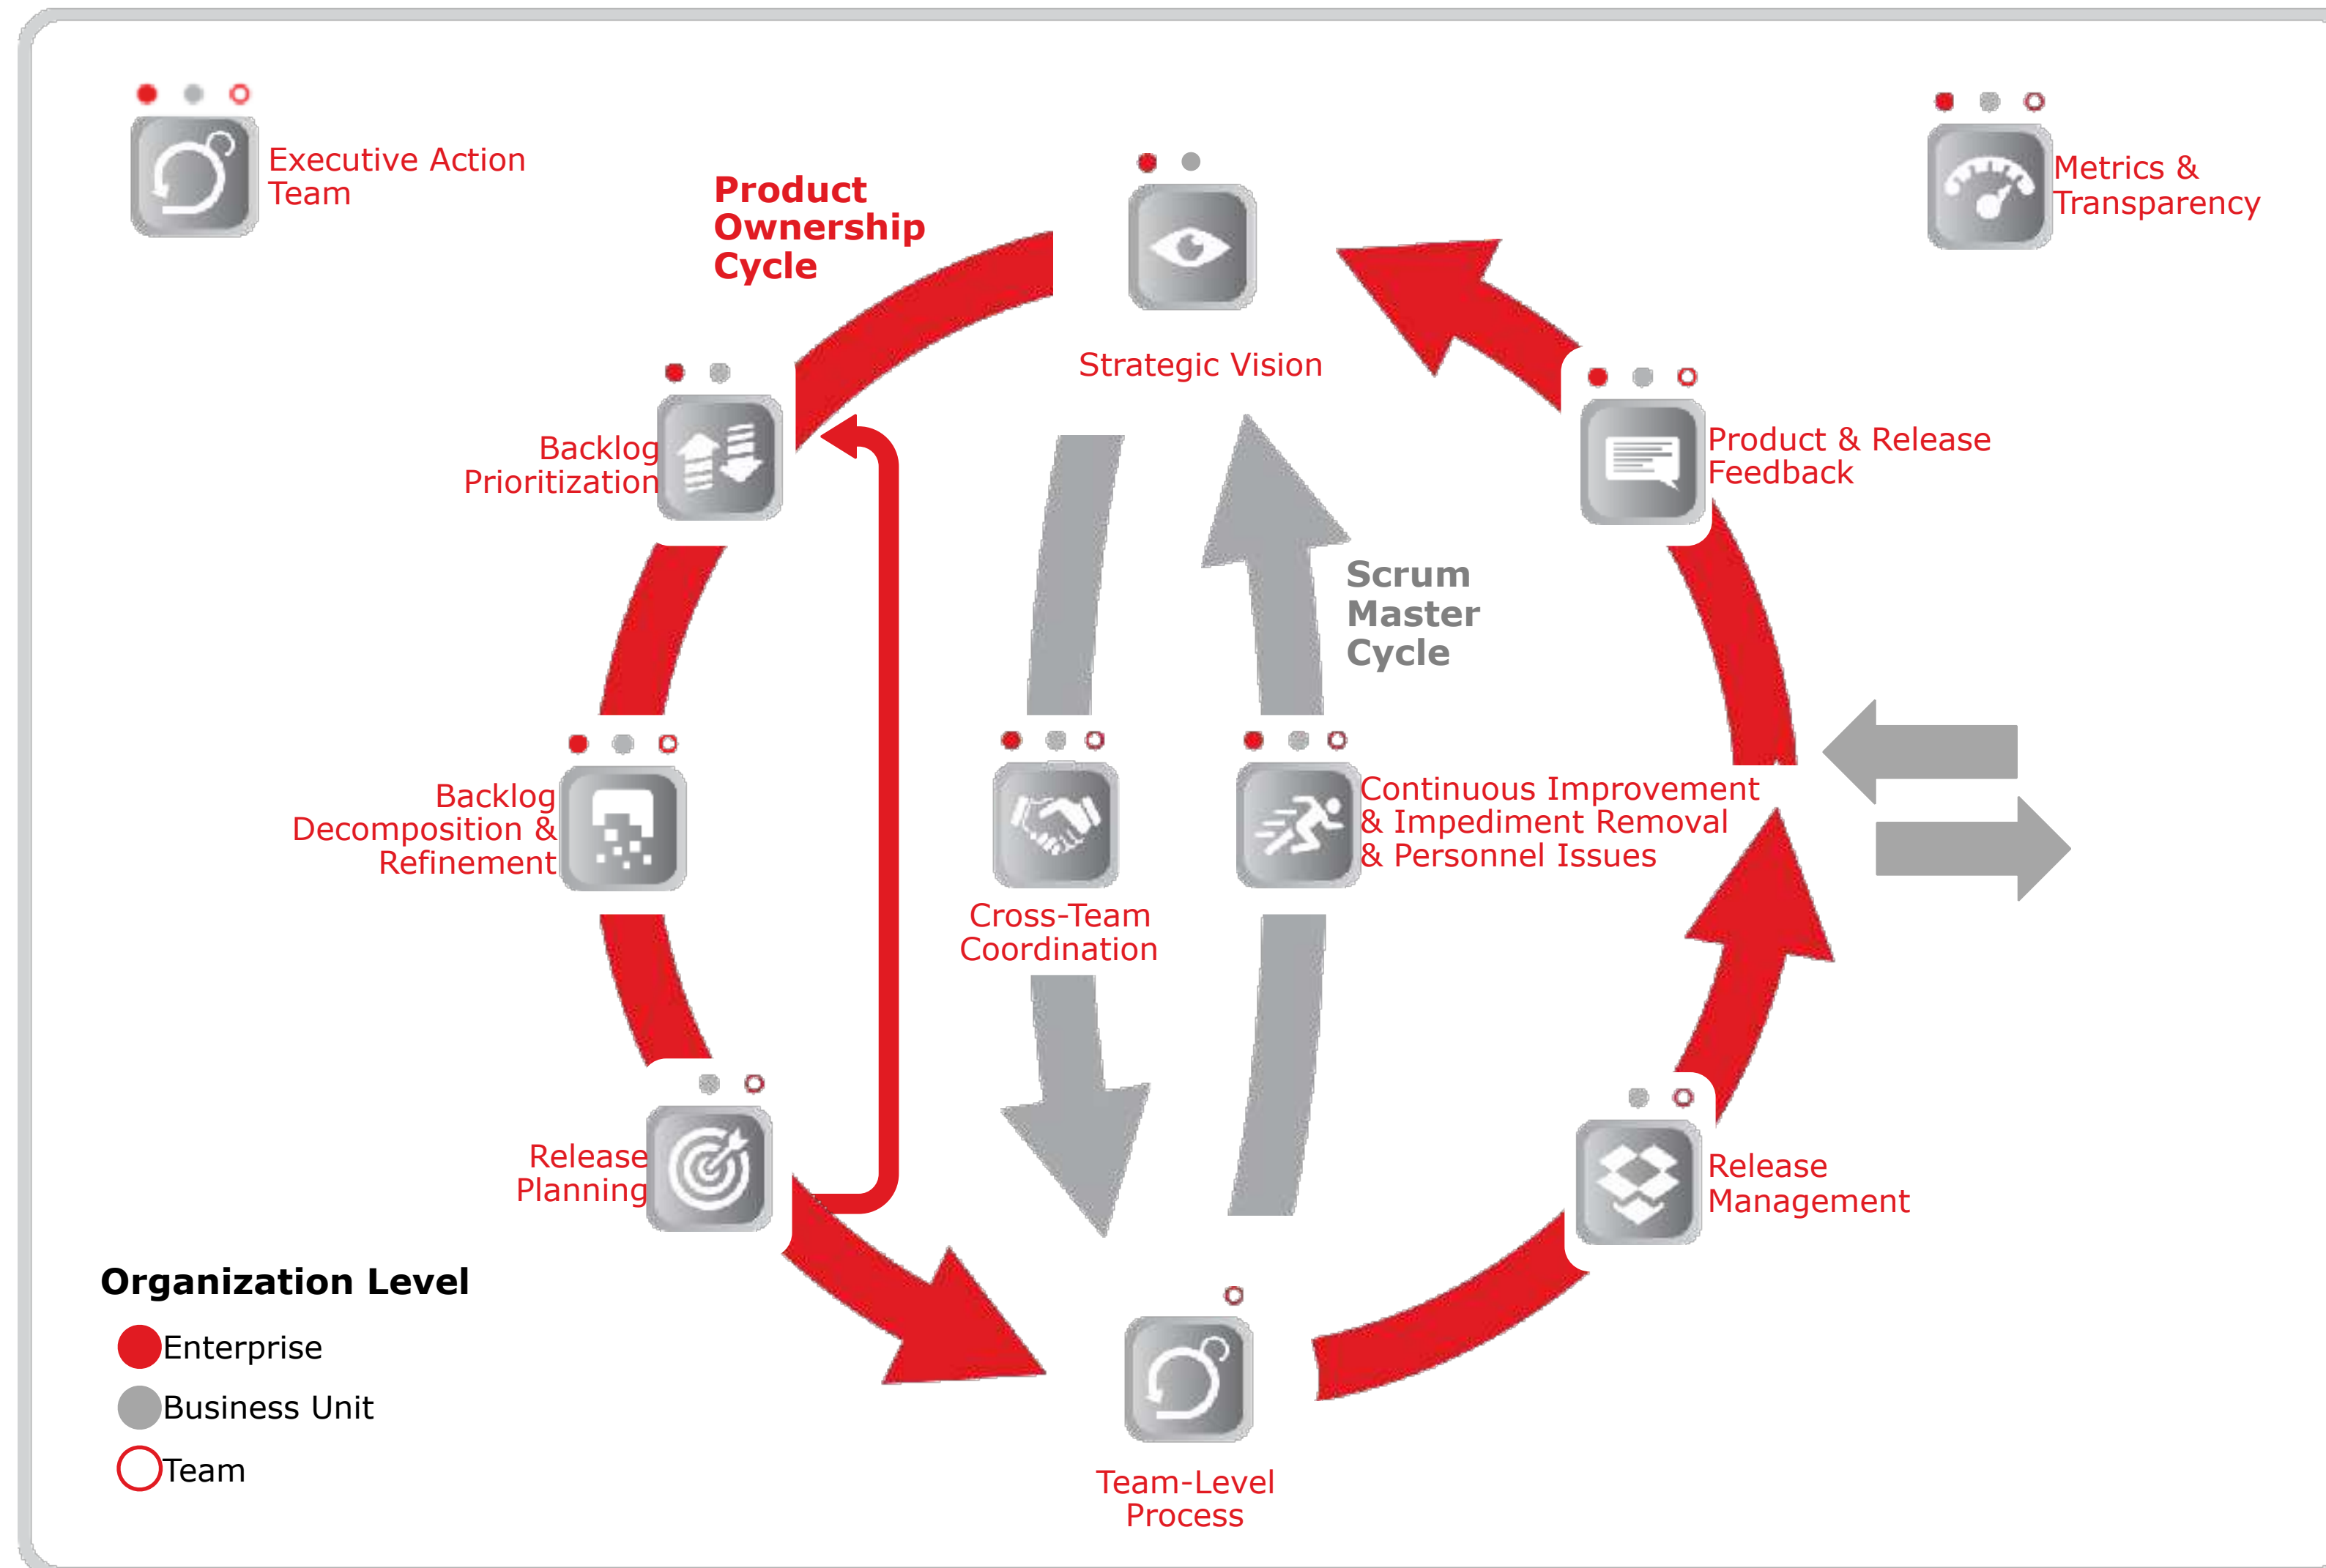 Executive Action
Team
Metrics &
Transparency
Product
Ownership
Cycle
Strategic Vision
Backlog
Prioritization
Product & Release
Feedback
Scrum
Master
Cycle
Backlog
Decomposition &
Refinement
Cross-Team
Coordination
Continuous Improvement
& Impediment Removal
& Personnel Issues
Release
Planning
Release
Management
Organization Level
Enterprise
Business Unit
Team
Team-Level
Process